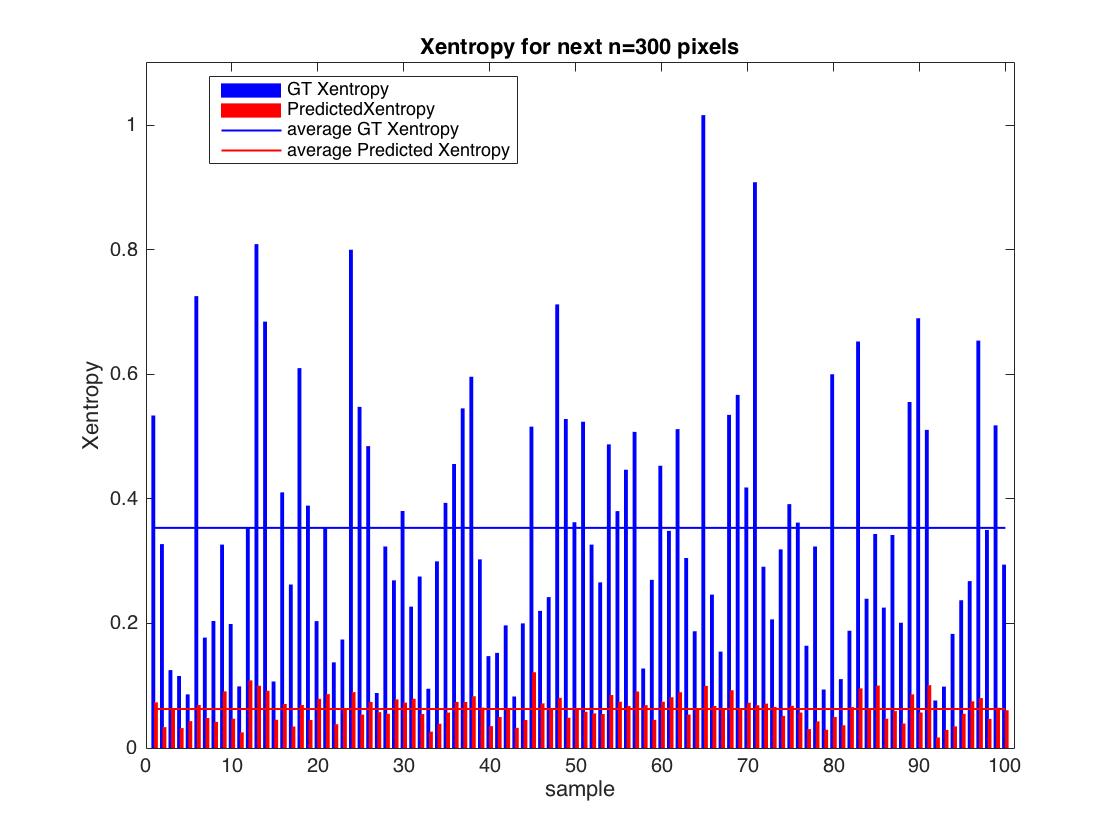 Xentropy for next n=300 pixels
GT Xentropy
PredictedXentropy
average GT Xentropy
average Predicted Xentropy
1
0.8
0.6
0.4
0.2
0
Xentropy
0 10 20 30 40 50 60 70 80 90 100
sample